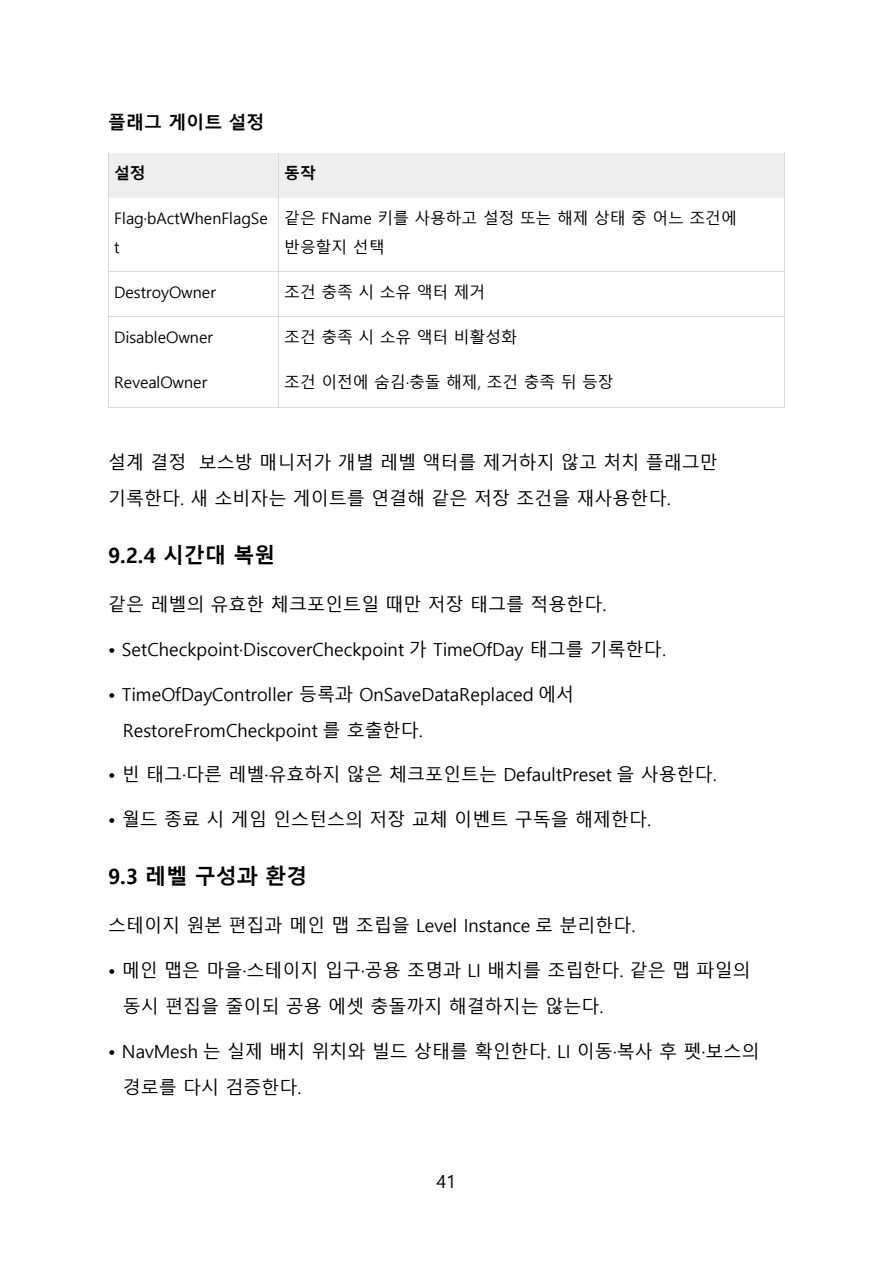 플래그 게이트 설정
설정 동작
Flag·bActWhenFlagSe 같은 FName 키를 사용하고 설정 또는 해제 상태 중 어느 조건에
t 반응할지 선택
DestroyOwner 조건 충족 시 소유 액터 제거
DisableOwner 조건 충족 시 소유 액터 비활성화
RevealOwner 조건 이전에 숨김·충돌 해제, 조건 충족 뒤 등장
설계 결정 보스방 매니저가 개별 레벨 액터를 제거하지 않고 처치 플래그만
기록한다. 새 소비자는 게이트를 연결해 같은 저장 조건을 재사용한다.
9.2.4 시간대 복원
같은 레벨의 유효한 체크포인트일 때만 저장 태그를 적용한다.
• SetCheckpoint·DiscoverCheckpoint 가 TimeOfDay 태그를 기록한다.
• TimeOfDayController 등록과 OnSaveDataReplaced 에서
RestoreFromCheckpoint 를 호출한다.
• 빈 태그·다른 레벨·유효하지 않은 체크포인트는 DefaultPreset 을 사용한다.
• 월드 종료 시 게임 인스턴스의 저장 교체 이벤트 구독을 해제한다.
9.3 레벨 구성과 환경
스테이지 원본 편집과 메인 맵 조립을 Level Instance 로 분리한다.
• 메인 맵은 마을·스테이지 입구·공용 조명과 LI 배치를 조립한다. 같은 맵 파일의
동시 편집을 줄이되 공용 에셋 충돌까지 해결하지는 않는다.
• NavMesh 는 실제 배치 위치와 빌드 상태를 확인한다. LI 이동·복사 후 펫·보스의
경로를 다시 검증한다.
41